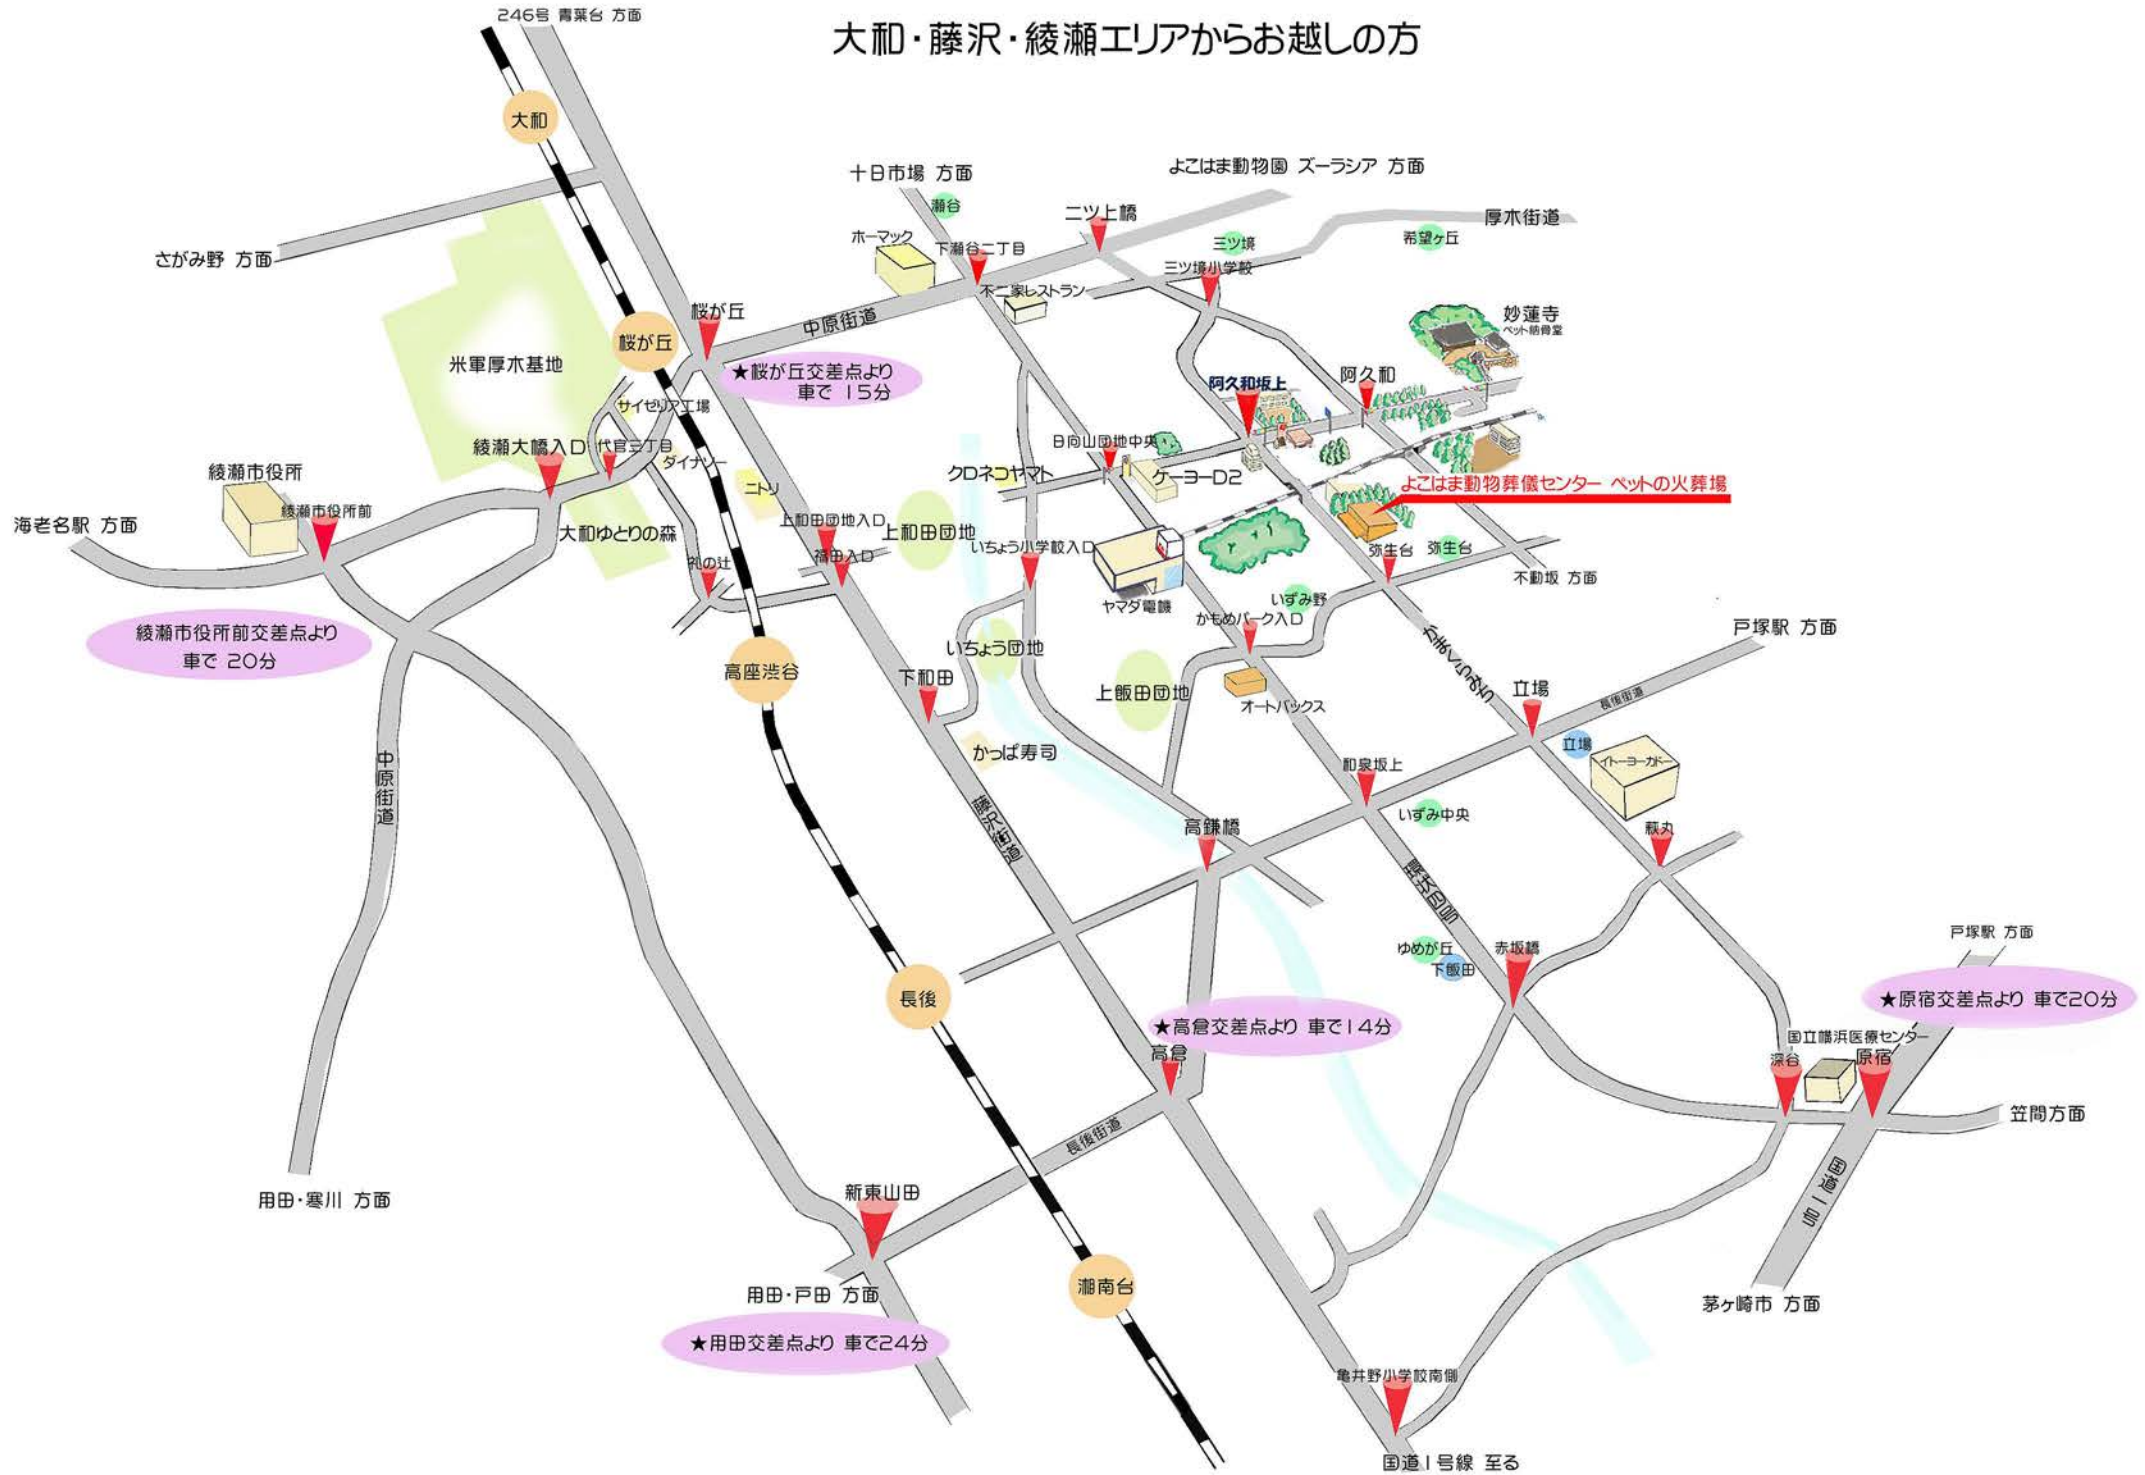 大和・藤沢・綾瀬エリアからお越しの方
246号 青葉台 方面
大和
十日市場 方面
瀬谷
よこはま動物園 ズーラシア 方面
二ツ上橋
厚木街道
希望ヶ丘
三ツ境
三ツ境小学校
ホーマック
下瀬谷二丁目
不二家レストラン
さがみ野 方面
桜が丘
桜が丘
中原街道
妙蓮寺
ペット納骨堂
米軍厚木基地
★桜が丘交差点より
車で 15分
阿久和坂上
阿久和
サイゼリア工場
綾瀬大橋入口
代官三丁目
ダイナソー
日向山団地中央
綾瀬市役所
ニトリ
クロネコヤマト
ケーヨーD2
よこはま動物葬儀センター ペットの火葬場
海老名駅 方面
綾瀬市役所前
大和ゆとりの森
上和田団地入口
上和田団地
福田入口
いちょう小学校入口
弥生台
弥生台
不動坂 方面
礼の辻
ヤマダ電機
いずみ野
かもめパーク入口
綾瀬市役所前交差点より
車で 20分
いちょう団地
かまくらみち
戸塚駅 方面
高座渋谷
下和田
上飯田団地
オートバックス
立場
長後街道
立場
イトーヨーカドー
かっぱ寿司
中原街道
和泉坂上
いずみ中央
藤沢街道
高鎌橋
萩丸
ゆめが丘
下飯田
赤坂橋
戸塚駅 方面
長後
★原宿交差点より 車で20分
★高倉交差点より 車で14分
高倉
国立横浜医療センター
深谷
原宿
笠間方面
長後街道
国道一号
用田・寒川 方面
新東山田
用田・戸田 方面
湘南台
茅ヶ崎市 方面
★用田交差点より 車で24分
亀井野小学校南側
国道1号線 至る